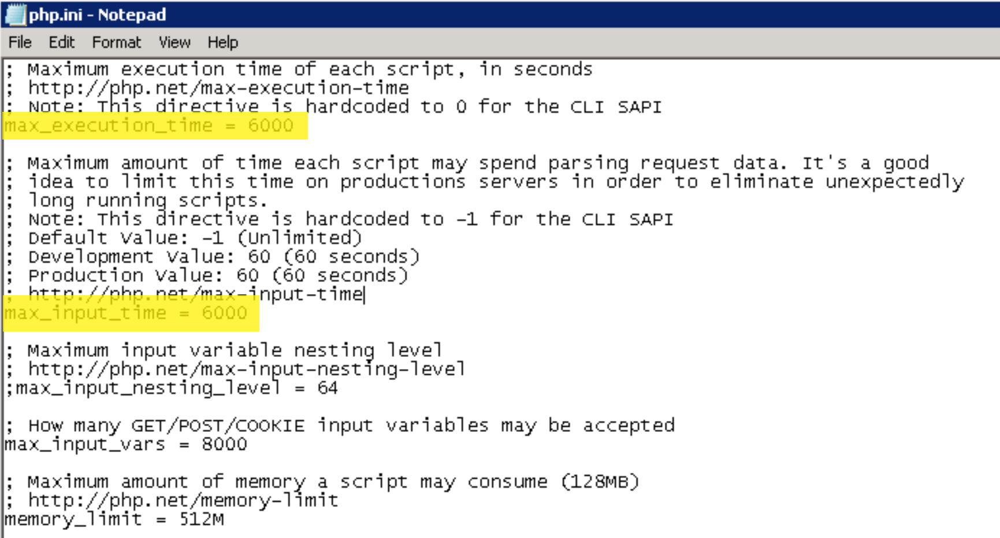 php.ini - Notepad
File Edit Format View Help
; Maximum execution time of each script, in seconds
; http://php.net/max-execution-time
; Note: This directive is hardcoded to 0 for the CLI SAPI
max_execution_time = 6000
; Maximum amount of time each script may spend parsing request data. It's a good
; idea to limit this time on productions servers in order to eliminate unexpectedly
; long running scripts.
; Note: This directive is hardcoded to -1 for the CLI SAPI
; Default Value: -1 (Unlimited)
; Development Value: 60 (60 seconds)
; Production Value: 60 (60 seconds)
; http://php.net/max-input-time
max_input_time = 6000
; Maximum input variable nesting level
; http://php.net/max-input-nesting-level
;max_input_nesting_level = 64
; How many GET/POST/COOKIE input variables may be accepted
max_input_vars = 8000
; Maximum amount of memory a script may consume (128MB)
; http://php.net/memory-limit
memory_limit = 512M